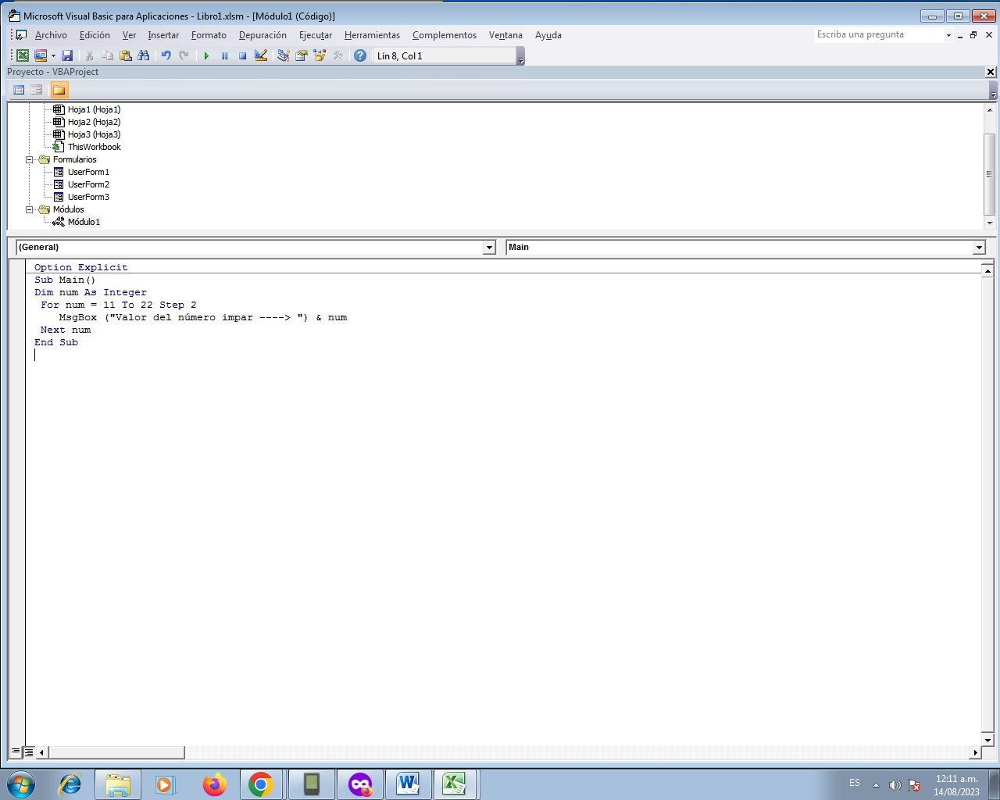 Microsoft Visual Basic para Aplicaciones - Libro1.xlsm - [Módulo1 (Código)]
Archivo Edición Ver Insertar Formato Depuración Ejecutar Herramientas Complementos Ventana Ayuda Escriba una pregunta
Lín 8, Col 1
Proyecto - VBAProject
Hoja1 (Hoja1)
Hoja2 (Hoja2)
Hoja3 (Hoja3)
ThisWorkbook
Formularios
UserForm1
UserForm2
UserForm3
Módulos
Módulo1
(General) Main
Option Explicit
Sub Main()
Dim num As Integer
For num = 11 To 22 Step 2
MsgBox ("Valor del número impar ----> ") & num
Next num
End Sub
ES 12:11 a.m.
14/08/2023